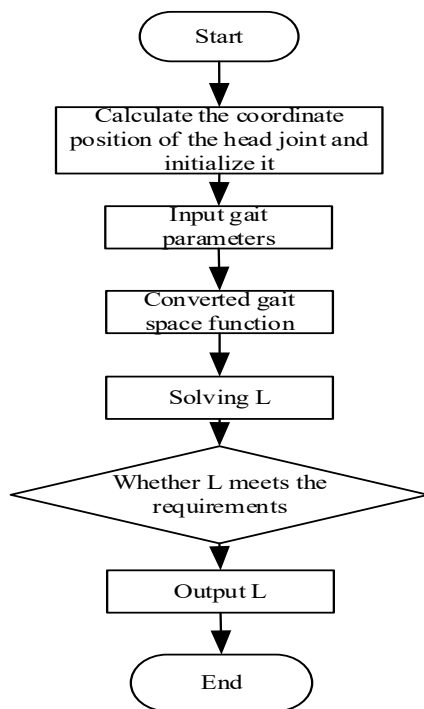 Start
Calculate the coordinate
position of the head joint and
initialize it
Input gait
parameters
Converted gait
space function
Solving L
Whether L meets the
requirements
Output L
End